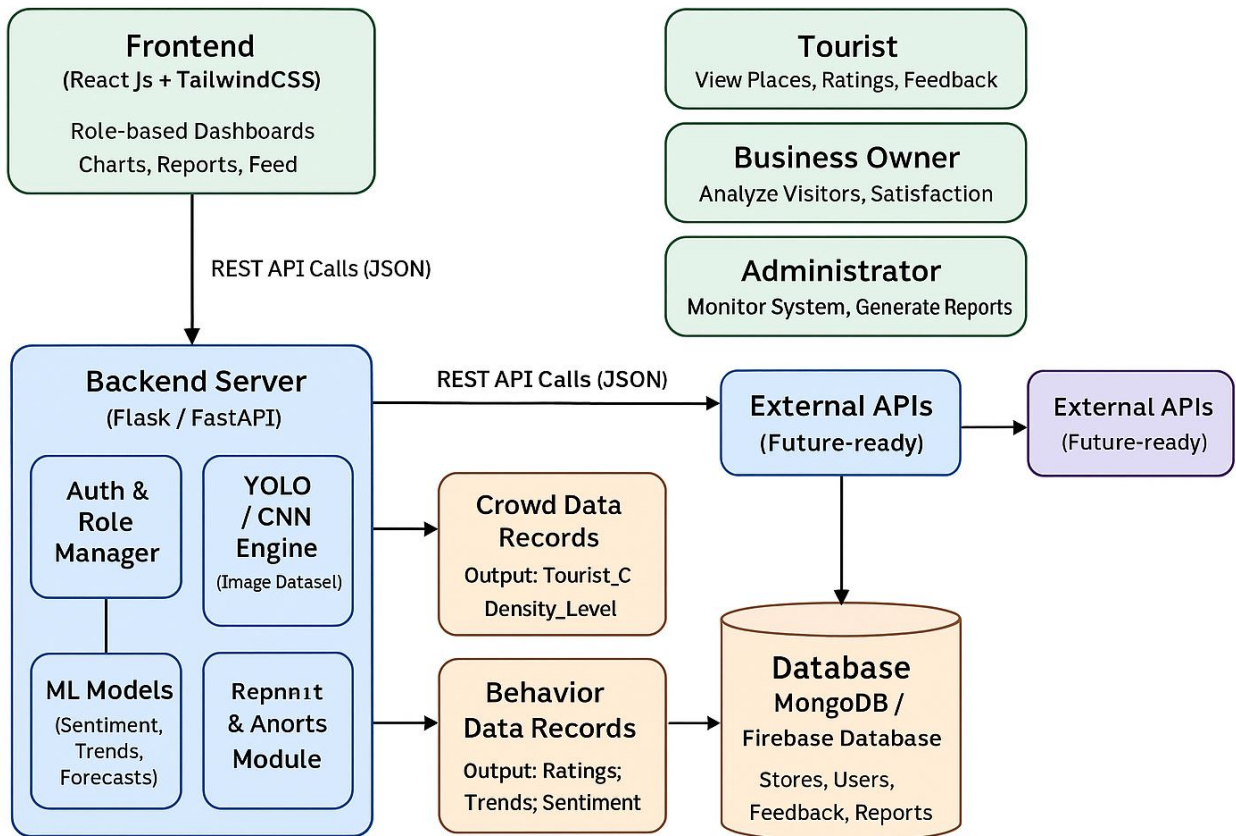 Frontend
(React Js + TailwindCSS)
Role-based Dashboards
Charts, Reports, Feed
Tourist
View Places, Ratings, Feedback
Business Owner
Analyze Visitors, Satisfaction
Administrator
Monitor System, Generate Reports
REST API Calls (JSON)
Backend Server
(Flask / FastAPI)
Auth &
Role
Manager
YOLO
/ CNN
Engine
(Image Datasel)
ML Models
(Sentiment,
Trends,
Forecasts)
& Anorts
Module
REST API Calls (JSON)
External APIs
(Future-ready)
External APIs
(Future-ready)
Crowd Data
Records
Output: Tourist_C
Density_Level
Behavior
Data Records
Output: Ratings;
Trends; Sentiment
Database
MongoDB /
Firebase Database
Stores, Users,
Feedback, Reports